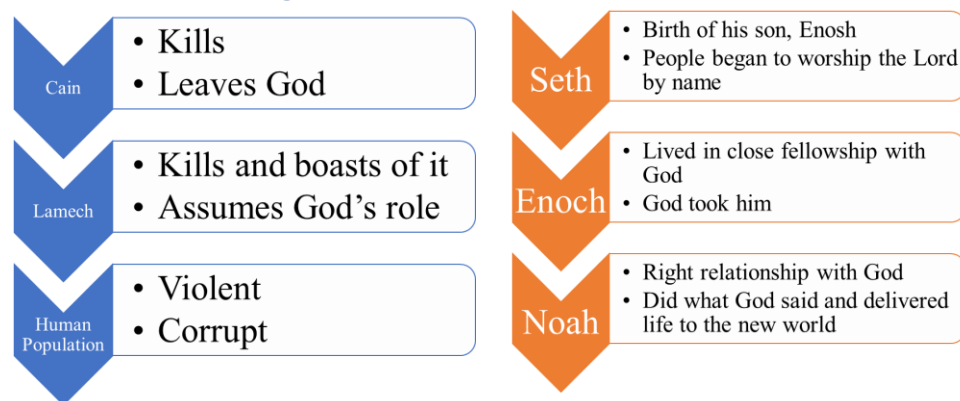 Cain
• Kills
• Leaves God
Lamech
• Kills and boasts of it
• Assumes God’s role
Human
Population
• Violent
• Corrupt
Seth
• Birth of his son, Enosh
• People began to worship the Lord
by name
Enoch
• Lived in close fellowship with
God
• God took him
Noah
• Right relationship with God
• Did what God said and delivered
life to the new world